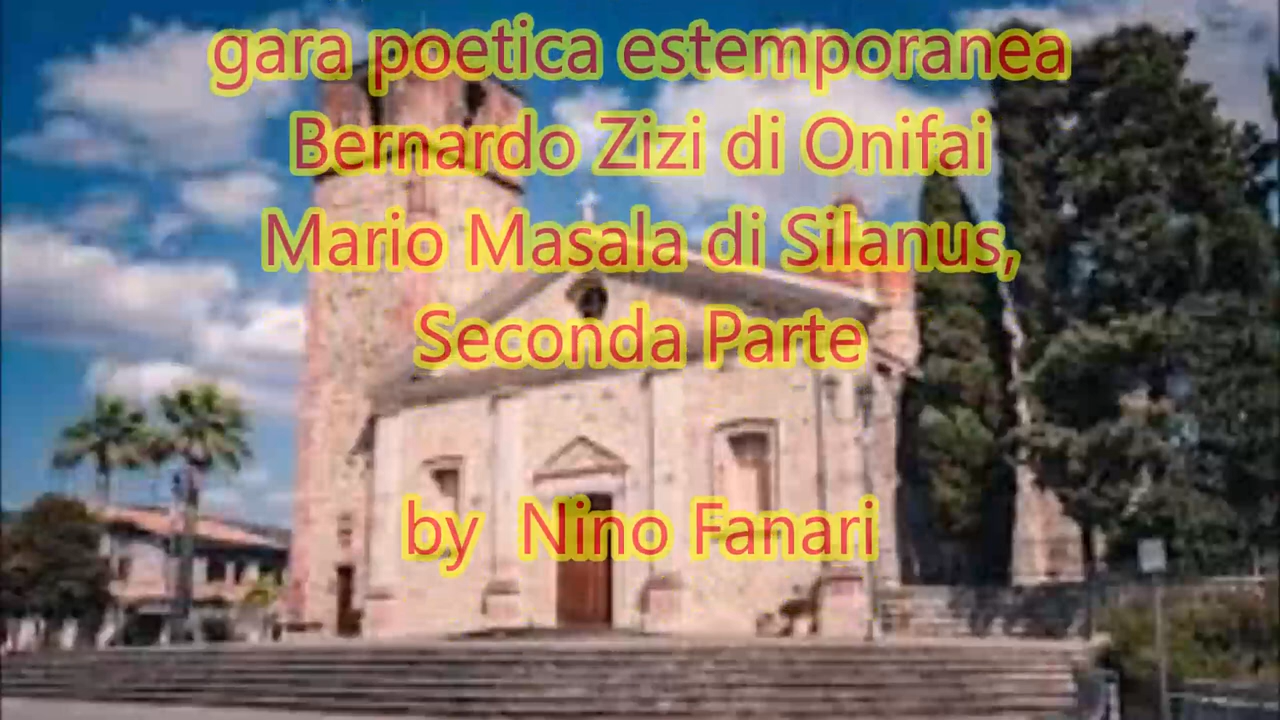 gara poetica estemporanea
Bernardo Zizi di Onifai
Mario Masala di Silanus,
Seconda Parte
by Nino Fanari